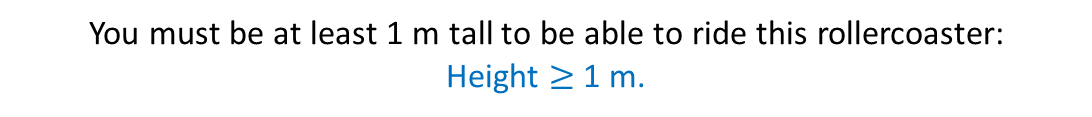 You must be at least 1 m tall to be able to ride this rollercoaster:
Height ≥ 1 m.